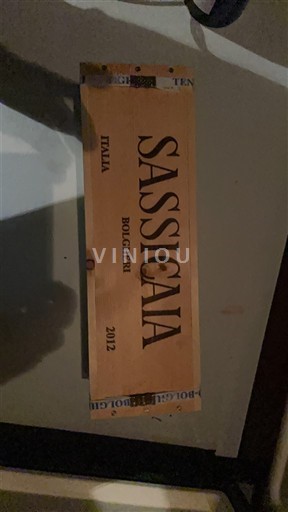 SASSICAIA
BOLGHERI
ITALIA
2012
VINIOU